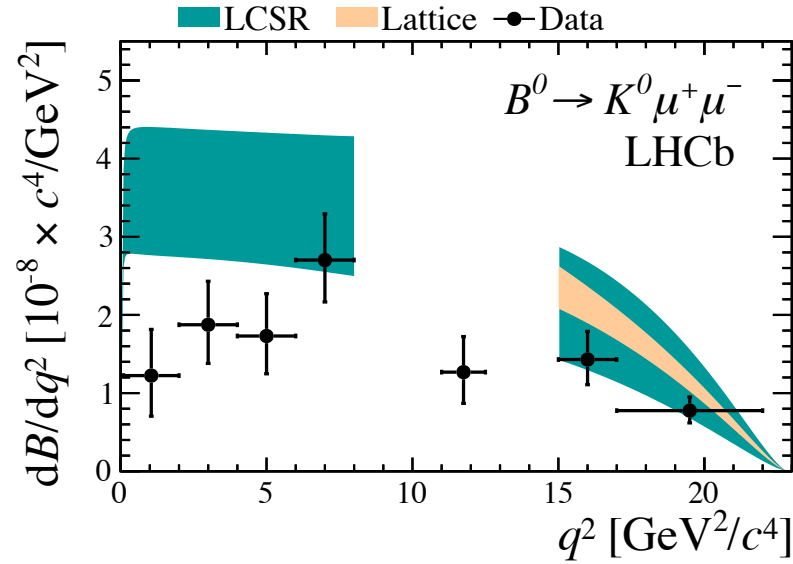 LCSR Lattice Data
B⁰ → K⁰μ⁺μ⁻
LHCb
dB/dq² [10⁻⁸ × c⁴/GeV²]
5
4
3
2
1
0
0 5 10 15 20
q² [GeV²/c⁴]